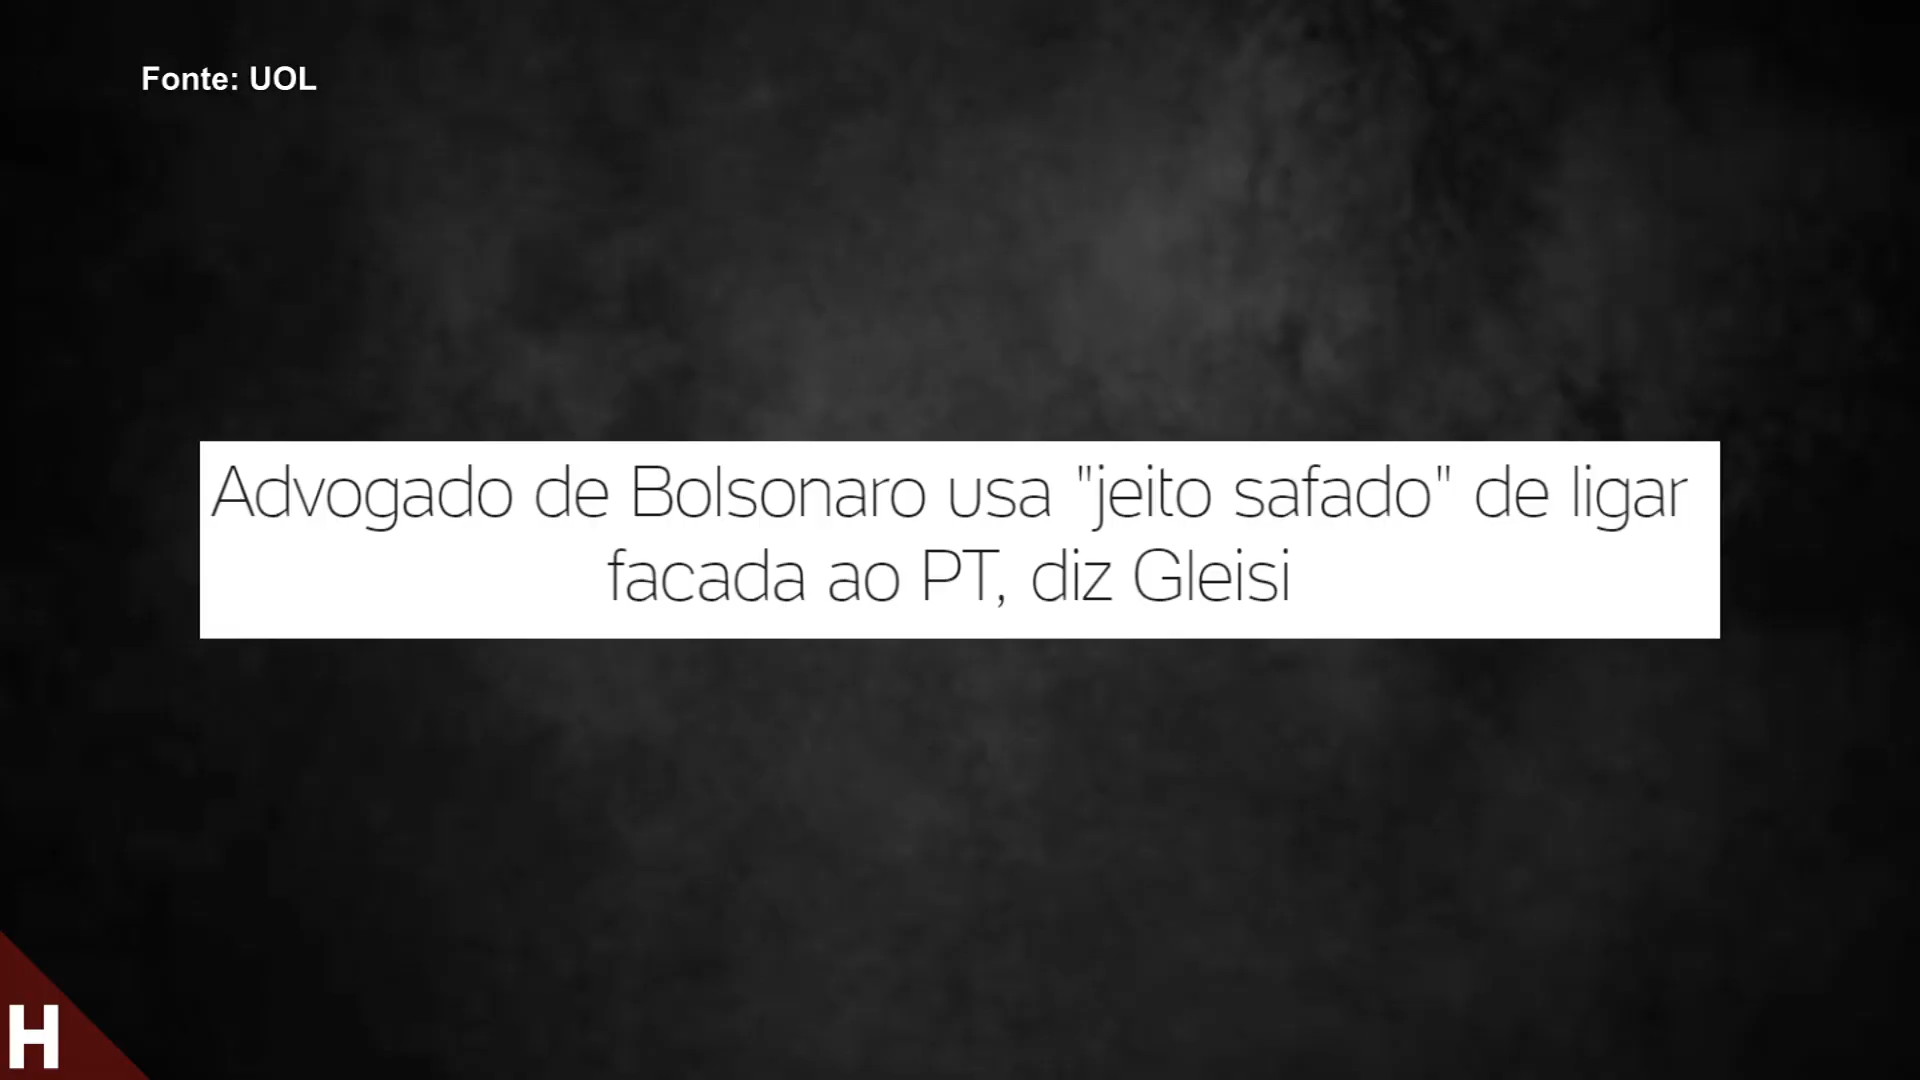 Fonte: UOL
Advogado de Bolsonaro usa "jeito safado" de ligar
facada ao PT, diz Gleisi
H